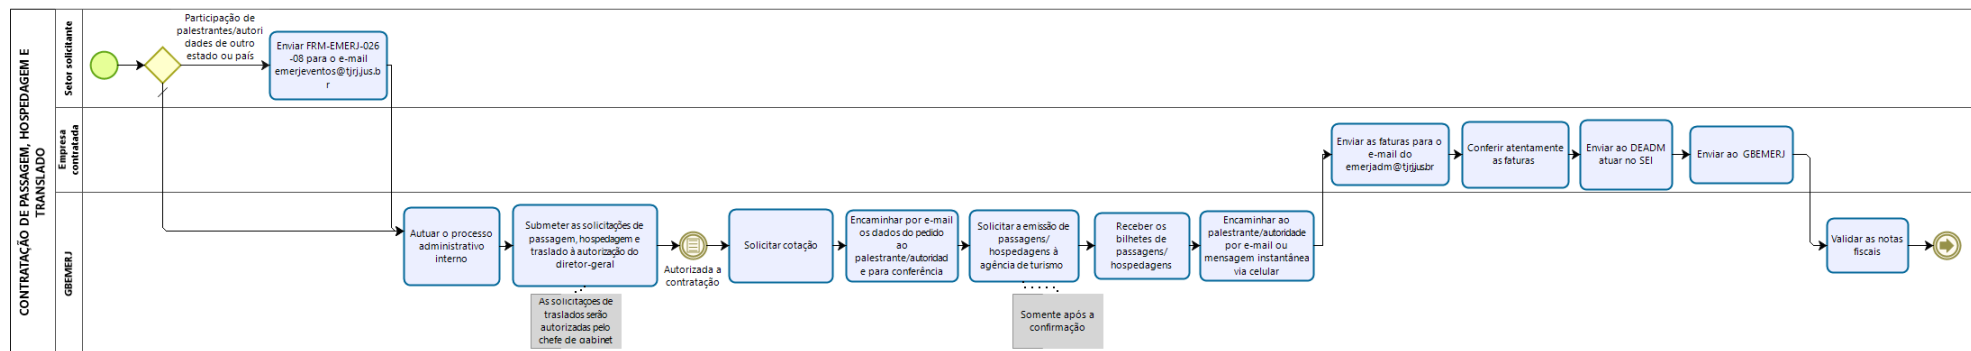 CONTRATAÇÃO DE PASSAGEM, HOSPEDAGEM E
TRANSLADO
Setor solicitante
Participação de
palestrantes/autori
dades de outro
estado ou país
Enviar FRM-EMERJ-026
-08 para o e-mail
emerjeventos@tjrj.jus.b
r
Empresa
contratada
Enviar as faturas para o
e-mail do
emerjadm@tjrj.jus.br
Conferir atentamente
as faturas
Enviar ao DEADM
atuar no SEI
Enviar ao GBEMERJ
GBEMERJ
Autuar o processo
administrativo
interno
Submeter as solicitações de
passagem, hospedagem e
traslado à autorização do
diretor-geral
As solicitações de
traslados serão
autorizadas pelo
chefe de gabinet
Autorizada a
contratação
Solicitar cotação
Encaminhar por e-mail
os dados do pedido
ao
palestrante/autoridad
e para conferência
Solicitar a emissão de
passagens/
hospedagens à
agência de turismo
Somente após a
confirmação
Receber os
bilhetes de
passagens/
hospedagens
Encaminhar ao
palestrante/autoridade
por e-mail ou
mensagem instantânea
via celular
Validar as notas
fiscais